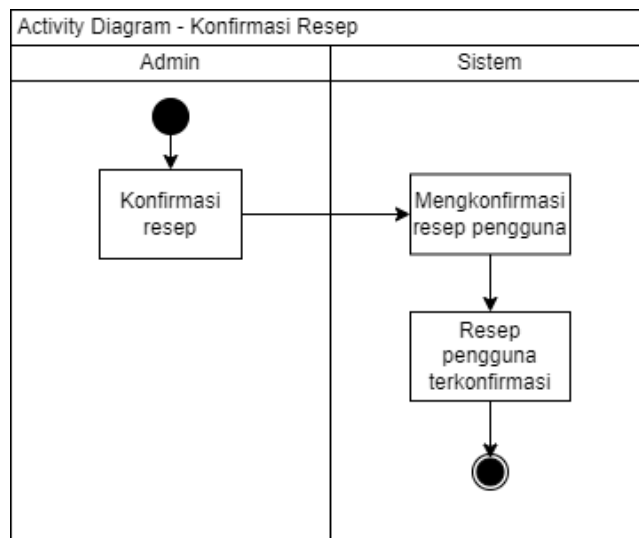 Activity Diagram - Konfirmasi Resep
Admin
Sistem
Konfirmasi
resep
Mengkonfirmasi
resep pengguna
Resep
pengguna
terkonfirmasi